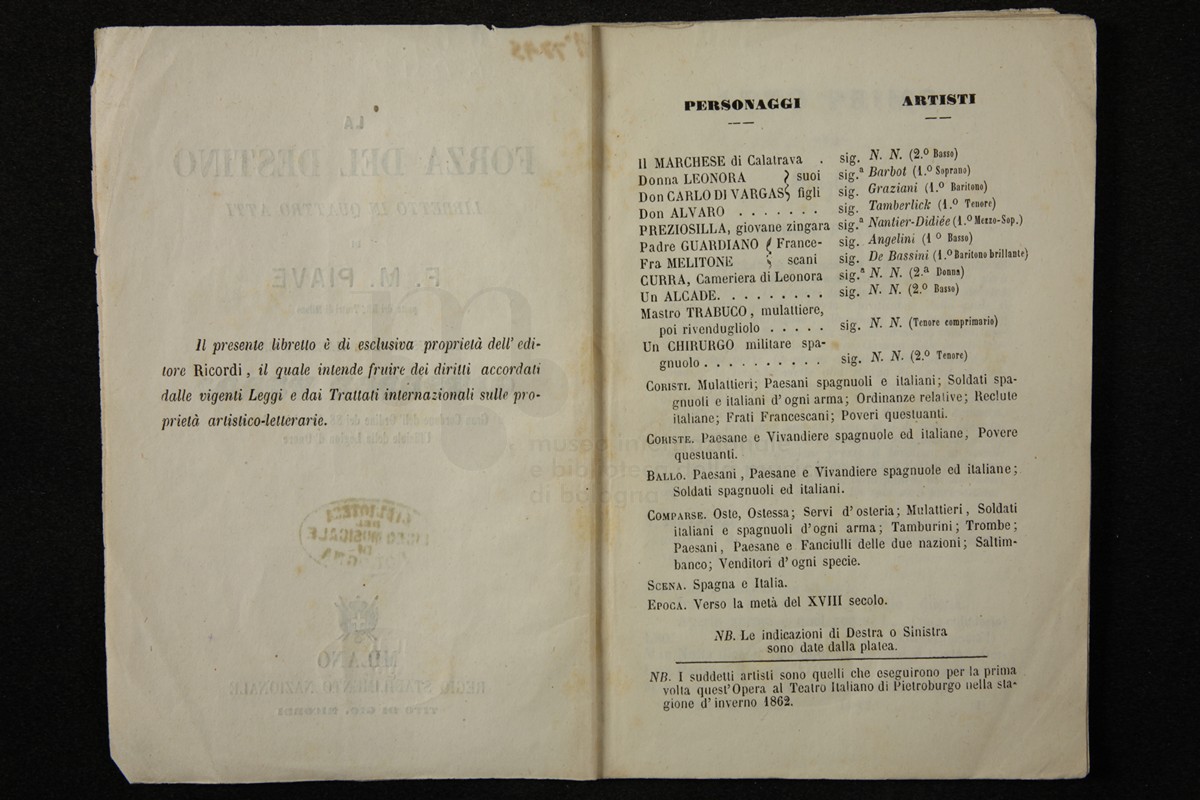 Il presente libretto è di esclusiva proprietà dell' edi-
tore Ricordi, il quale intende fruire dei diritti accordati
dalle vigenti Leggi e dai Trattati internazionali sulle pro-
prietà artistico-letterarie.
PERSONAGGI ARTISTI
Il MARCHESE di Calatrava . sig. N. N. (2.º Basso)
Donna LEONORA } suoi sig.ª Barbot (1.º Soprano)
Don CARLO DI VARGAS } figli sig. Graziani (1.º Baritono)
Don ALVARO . . . . . . . sig. Tamberlick (1.º Tenore)
PREZIOSILLA, giovane zingara sig.ª Nantier-Didiée (1.º Mezzo-Sop.)
Padre GUARDIANO { France- sig. Angelini (1 º Basso)
Fra MELITONE } scani sig. De Bassini (1.º Baritono brillante)
CURRA, Cameriera di Leonora sig.ª N. N. (2.ª Donna)
Un ALCADE. . . . . . . . . sig. N. N. (2.º Basso)
Mastro TRABUCO, mulattiere,
poi rivendugliolo . . . . . sig. N. N. (Tenore comprimario)
Un CHIRURGO militare spa-
gnuolo . . . . . . . . . . sig. N. N. (2.º Tenore)
CORISTI. Mulattieri; Paesani spagnuoli e italiani; Soldati spa-
gnuoli e italiani d' ogni arma; Ordinanze relative; Reclute
italiane; Frati Francescani; Poveri questuanti.
CORISTE. Paesane e Vivandiere spagnuole ed italiane, Povere
questuanti.
BALLO. Paesani, Paesane e Vivandiere spagnuole ed italiane;
Soldati spagnuoli ed italiani.
COMPARSE. Oste, Ostessa; Servi d' osteria; Mulattieri, Soldati
italiani e spagnuoli d'ogni arma; Tamburini; Trombe;
Paesani, Paesane e Fanciulli delle due nazioni; Saltim-
banco; Venditori d' ogni specie.
SCENA. Spagna e Italia.
EPOCA. Verso la metà del XVIII secolo.
NB. Le indicazioni di Destra o Sinistra
sono date dalla platea.
NB. I suddetti artisti sono quelli che eseguirono per la prima
volta quest'Opera al Teatro Italiano di Pietroburgo nella sta-
gione d' inverno 1862.